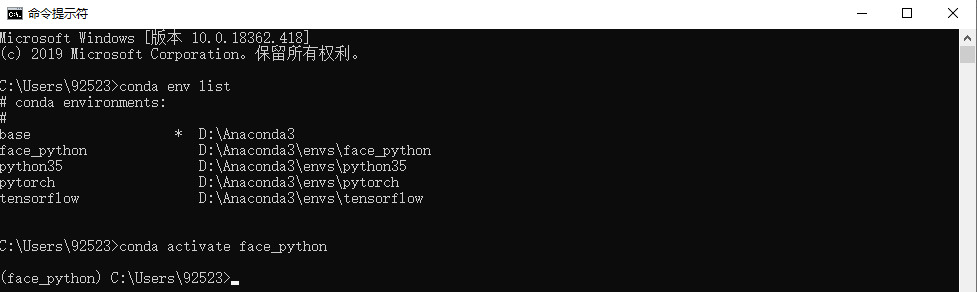 命令提示符
Microsoft Windows [版本 10.0.18362.418]
(c) 2019 Microsoft Corporation。保留所有权利。
C:\Users\92523>conda env list
# conda environments:
#
base                  *  D:\Anaconda3
face_python              D:\Anaconda3\envs\face_python
python35                 D:\Anaconda3\envs\python35
pytorch                  D:\Anaconda3\envs\pytorch
tensorflow               D:\Anaconda3\envs\tensorflow
C:\Users\92523>conda activate face_python
(face_python) C:\Users\92523>